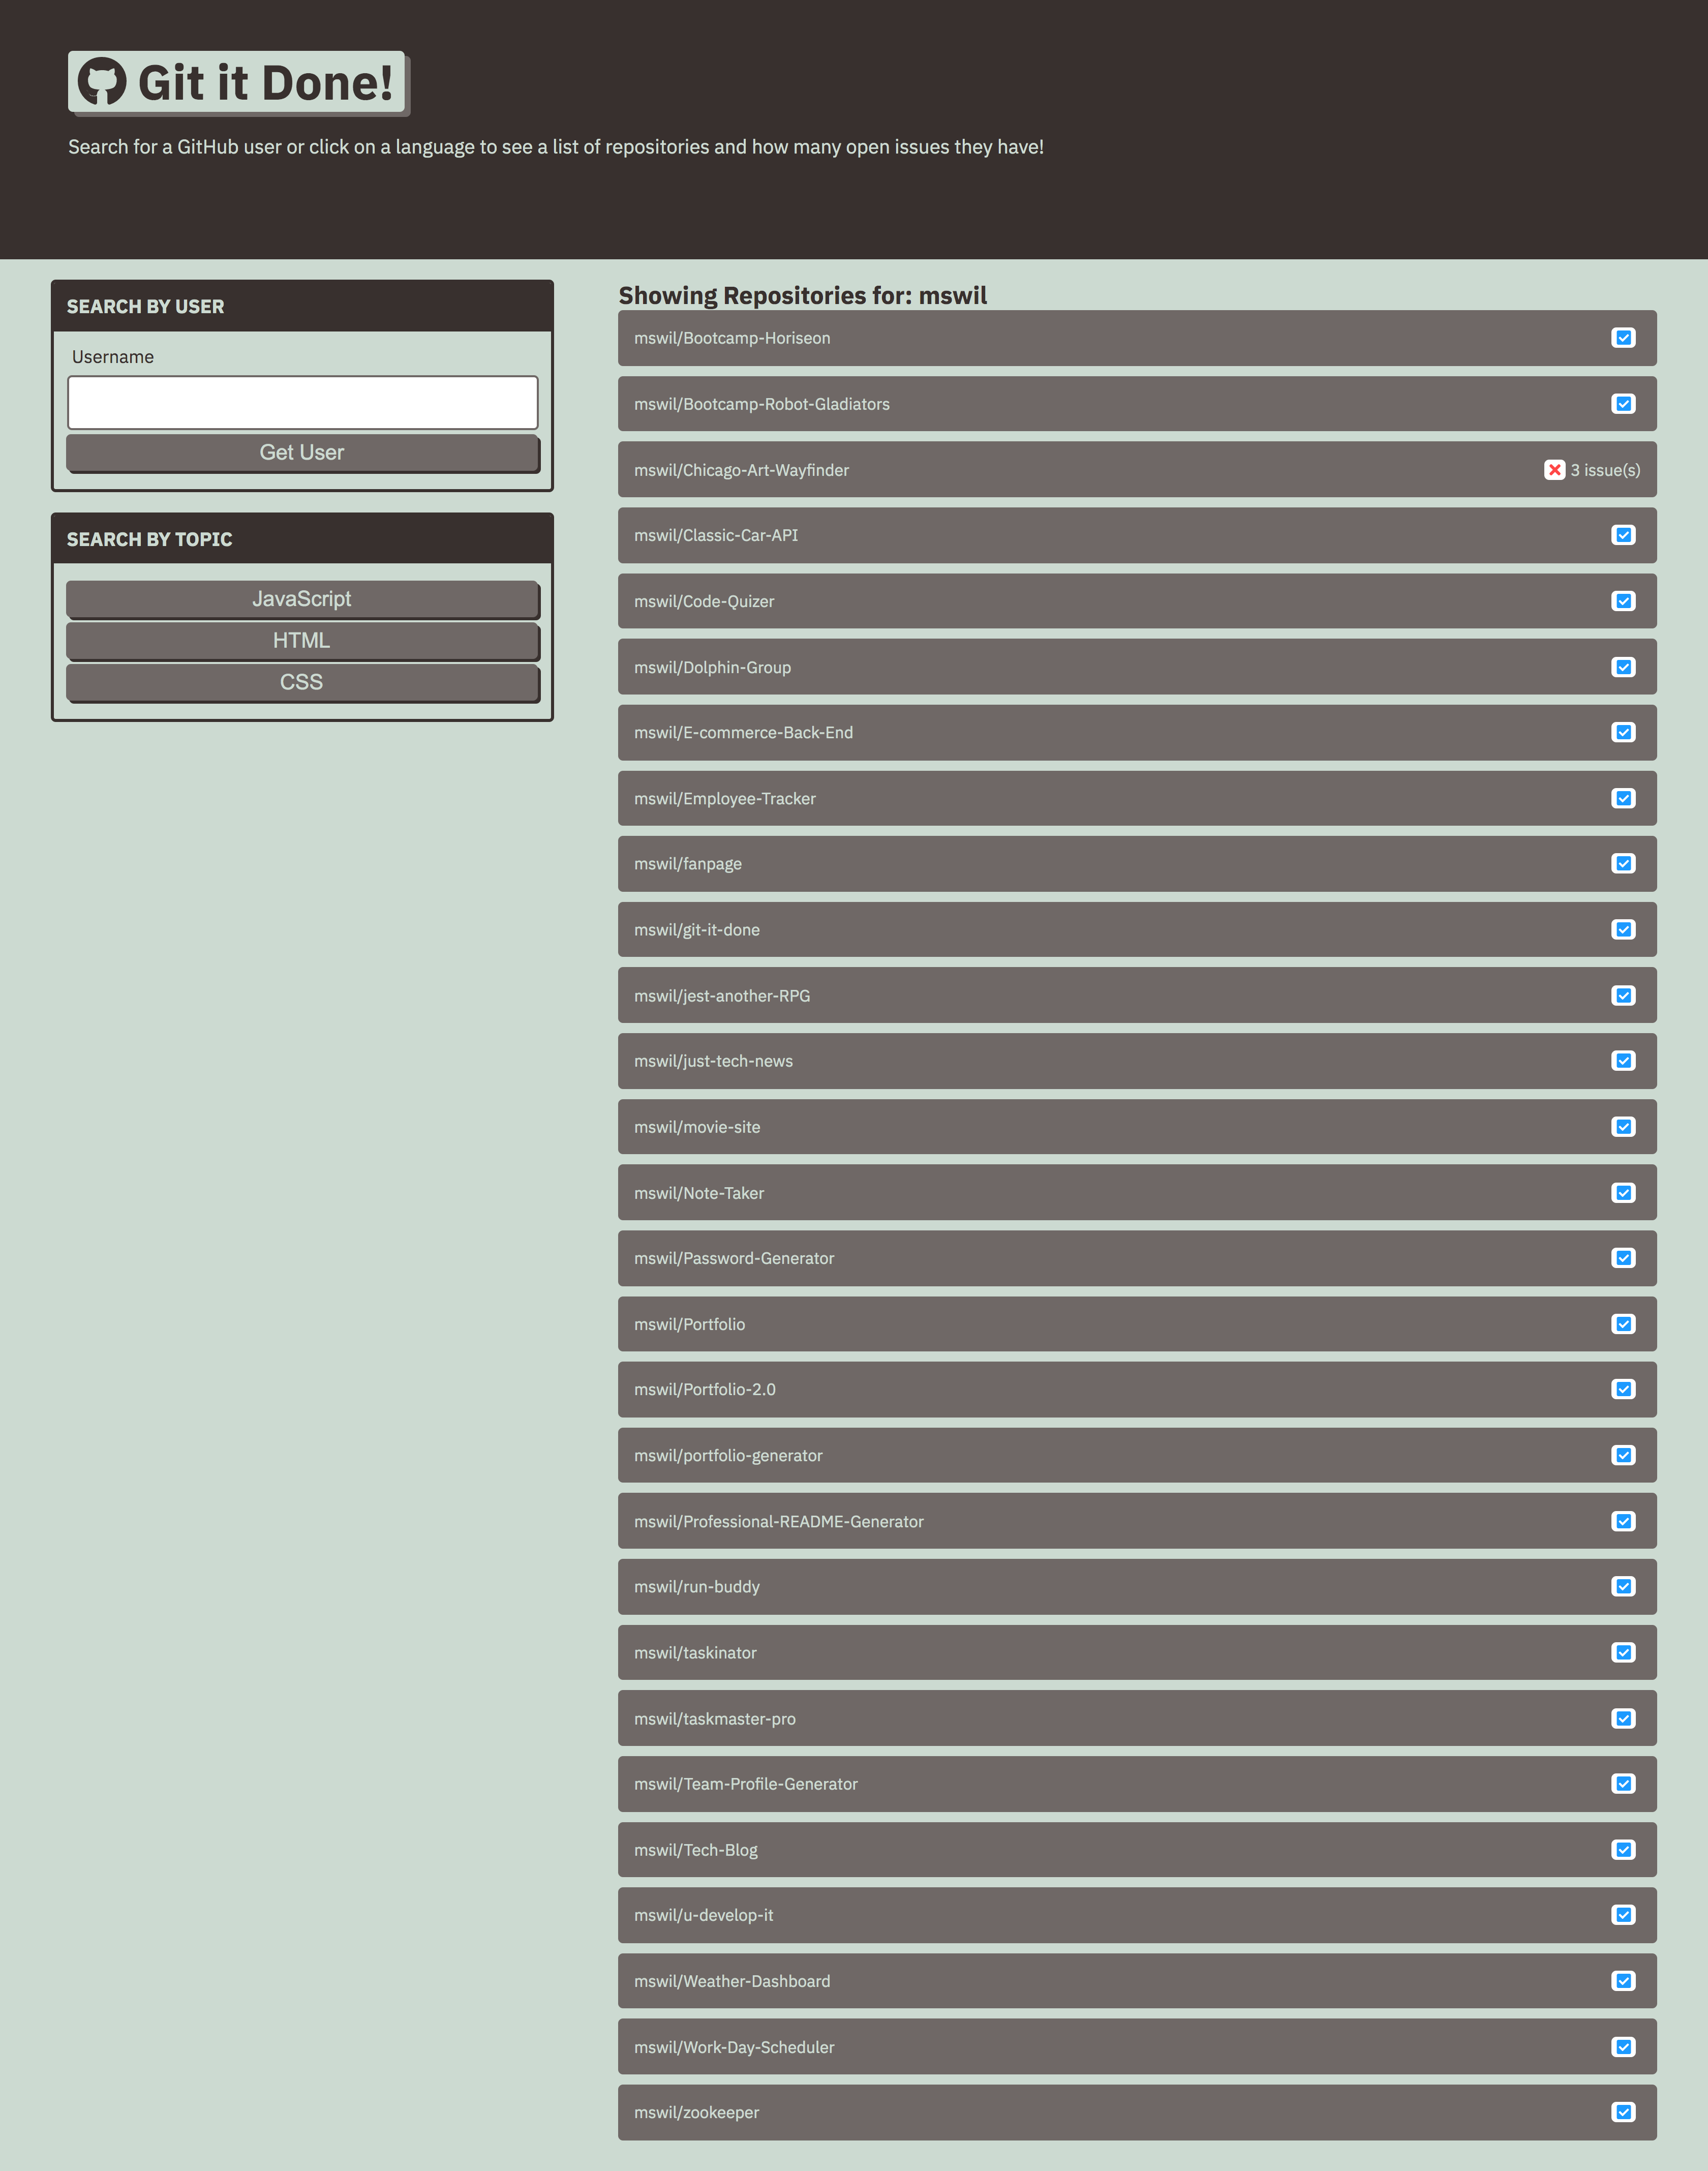 Git it Done!
Search for a GitHub user or click on a language to see a list of repositories and how many open issues they have!
SEARCH BY USER
Username
Get User
SEARCH BY TOPIC
JavaScript
HTML
CSS
Showing Repositories for: mswil
mswil/Bootcamp-Horiseon
mswil/Bootcamp-Robot-Gladiators
mswil/Chicago-Art-Wayfinder 3 issue(s)
mswil/Classic-Car-API
mswil/Code-Quizer
mswil/Dolphin-Group
mswil/E-commerce-Back-End
mswil/Employee-Tracker
mswil/fanpage
mswil/git-it-done
mswil/jest-another-RPG
mswil/just-tech-news
mswil/movie-site
mswil/Note-Taker
mswil/Password-Generator
mswil/Portfolio
mswil/Portfolio-2.0
mswil/portfolio-generator
mswil/Professional-README-Generator
mswil/run-buddy
mswil/taskinator
mswil/taskmaster-pro
mswil/Team-Profile-Generator
mswil/Tech-Blog
mswil/u-develop-it
mswil/Weather-Dashboard
mswil/Work-Day-Scheduler
mswil/zookeeper